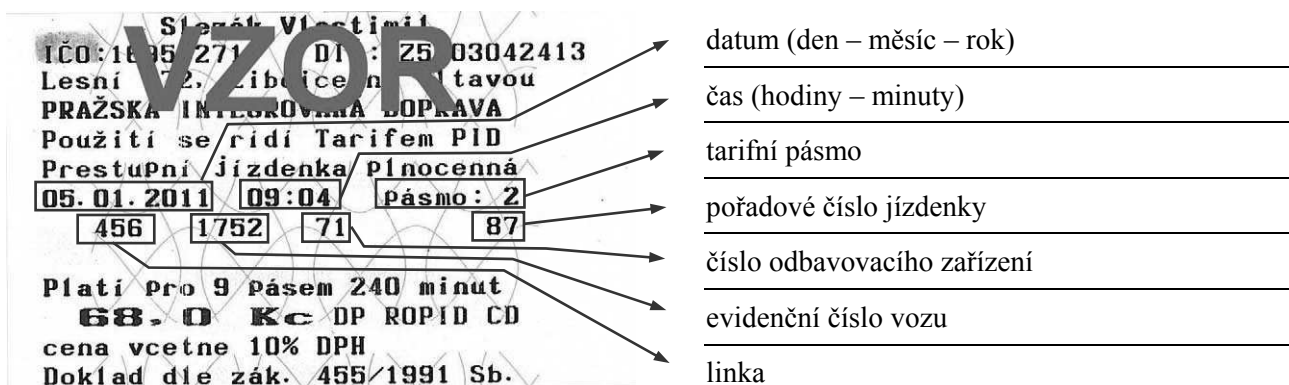 Slezák Vlastimil
VZOR
IČO: DIČ: 03042413
Lesní
PRAŽSKÁ INTEGROVANÁ DOPRAVA
Použití se rídí Tarifem PID
Prestupní jízdenka plnocenná
05.01.2011 09:04 Pásmo: 2
456 1752 71 87
Platí pro 9 pásem 240 minut
68,0 Kc DP ROPID CD
cena vcetne 10% DPH
Doklad dle zák. 455/1991 Sb.
datum (den – měsíc – rok)
čas (hodiny – minuty)
tarifní pásmo
pořadové číslo jízdenky
číslo odbavovacího zařízení
evidenční číslo vozu
linka